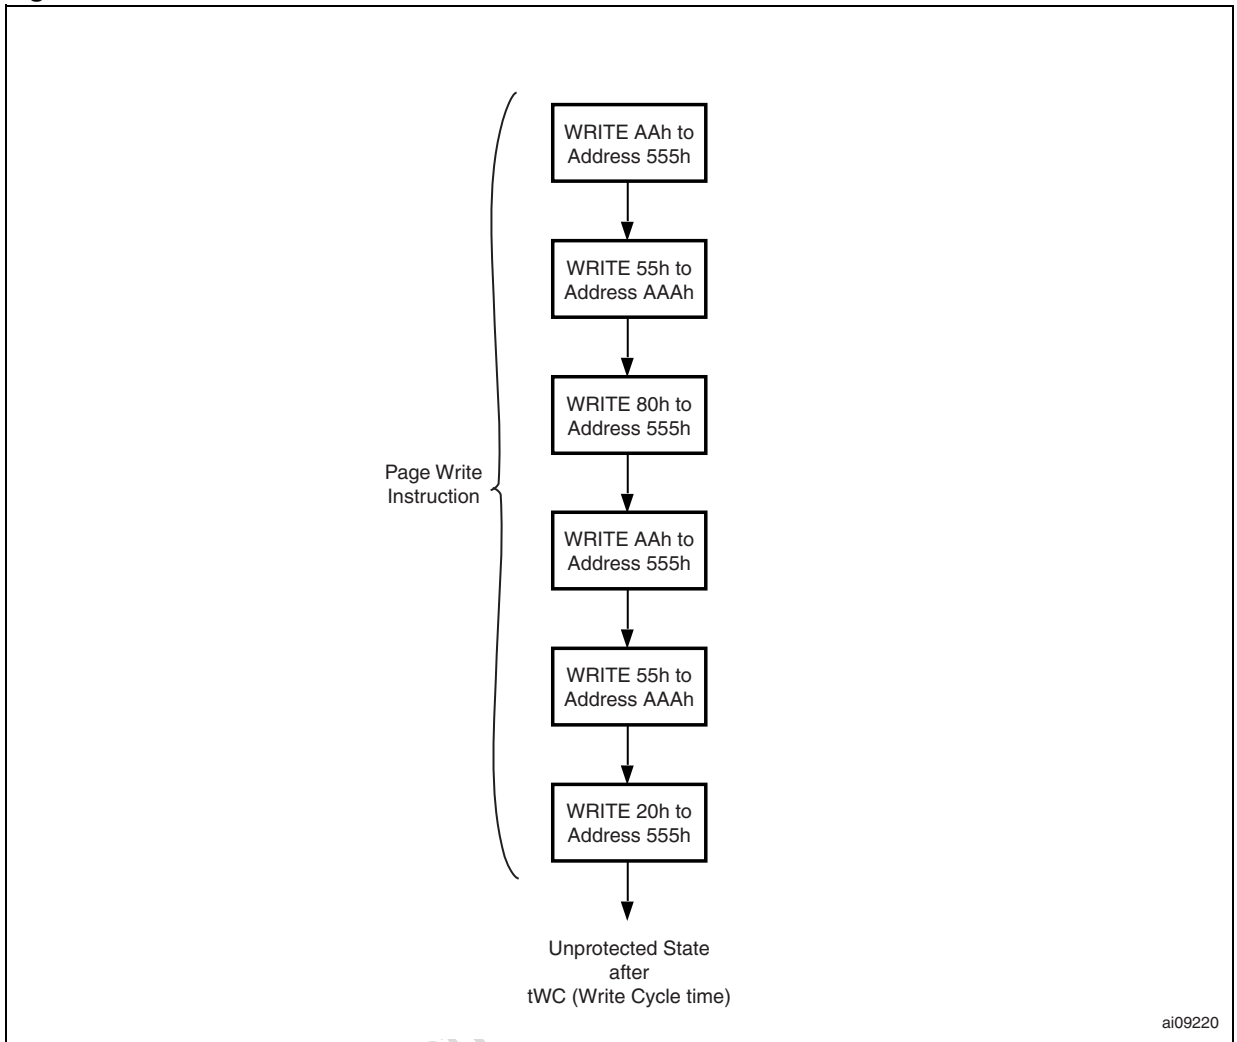 WRITE AAh to
Address 555h
WRITE 55h to
Address AAAh
WRITE 80h to
Address 555h
Page Write
Instruction
WRITE AAh to
Address 555h
WRITE 55h to
Address AAAh
WRITE 20h to
Address 555h
Unprotected State
after
tWC (Write Cycle time)
ai09220